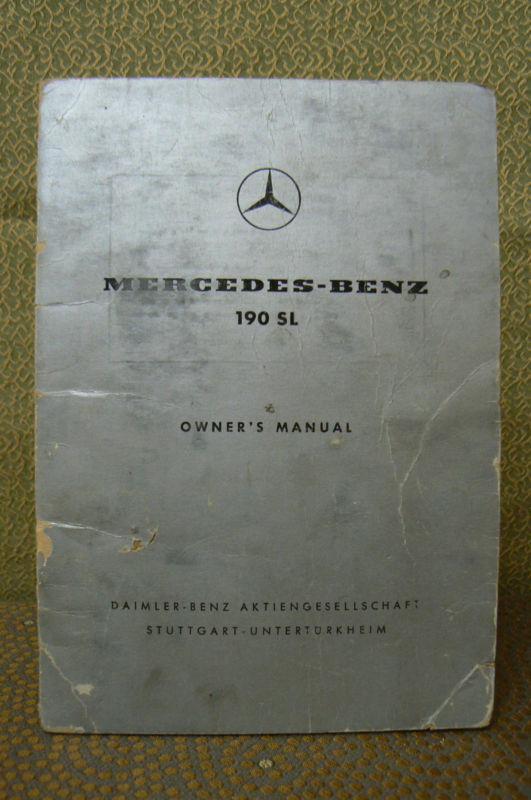 MERCEDES-BENZ
190 SL
OWNER'S MANUAL
DAIMLER-BENZ AKTIENGESELLSCHAFT
STUTTGART-UNTERTÜRKHEIM